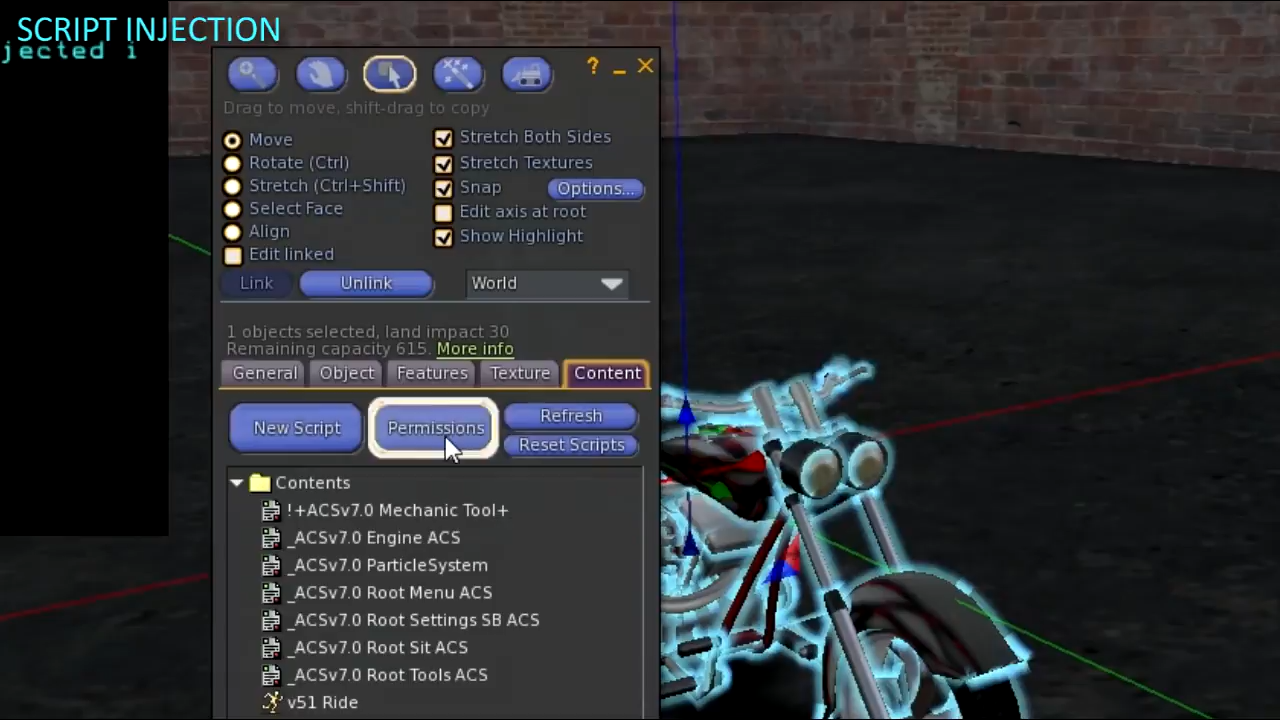 SCRIPT INJECTION
jected i
?
Drag to move, shift-drag to copy
Move
Stretch Both Sides
Rotate (Ctrl)
Stretch Textures
Stretch (Ctrl+Shift)
Snap
Options...
Select Face
Edit axis at root
Align
Show Highlight
Edit linked
Link
Unlink
World
1 objects selected, land impact 30
Remaining capacity 615. More info
General
Object
Features
Texture
Content
New Script
Permissions
Refresh
Reset Scripts
Contents
!+ACSv7.0 Mechanic Tool+
_ACSv7.0 Engine ACS
_ACSv7.0 ParticleSystem
_ACSv7.0 Root Menu ACS
_ACSv7.0 Root Settings SB ACS
_ACSv7.0 Root Sit ACS
_ACSv7.0 Root Tools ACS
v51 Ride